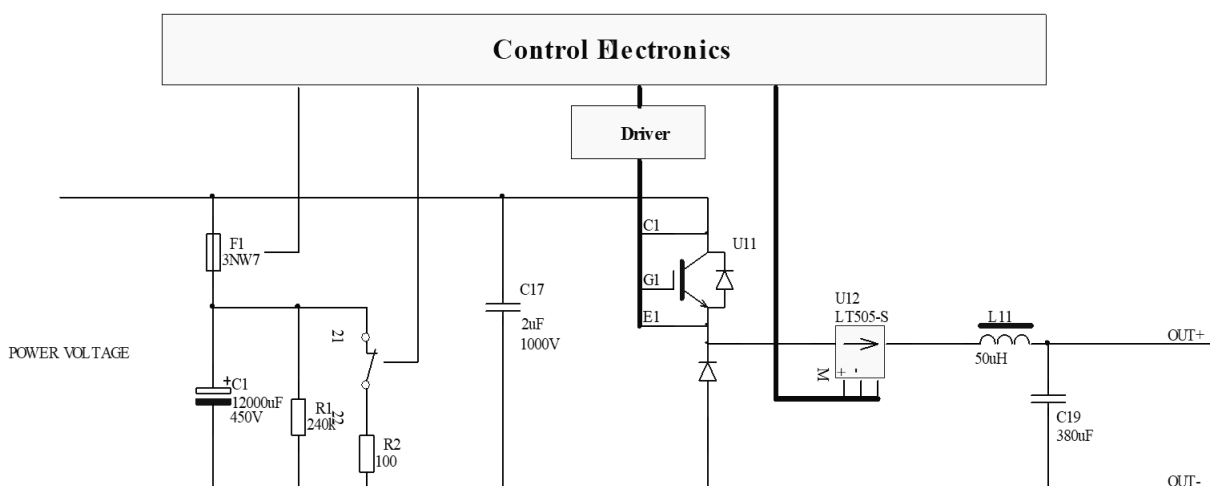 Control Electronics
Driver
F1
3NW7
C1
U11
G1
E1
C17
2uF
1000V
U12
LT505-S
L11
50uH
OUT+
21
POWER VOLTAGE
M + -
+
C1
12000uF
450V
R1
240k
22
R2
100
C19
380uF
OUT-